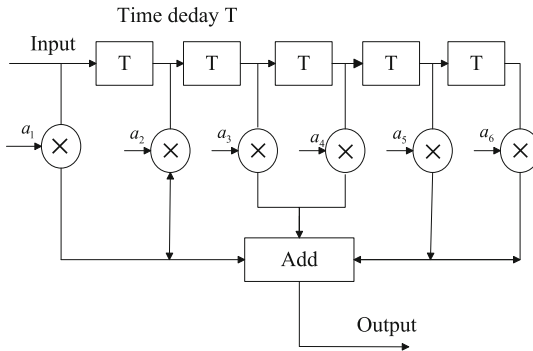 Time deday T
Input
T T T T T
a1 a2 a3 a4 a5 a6
× × × × × ×
Add
Output